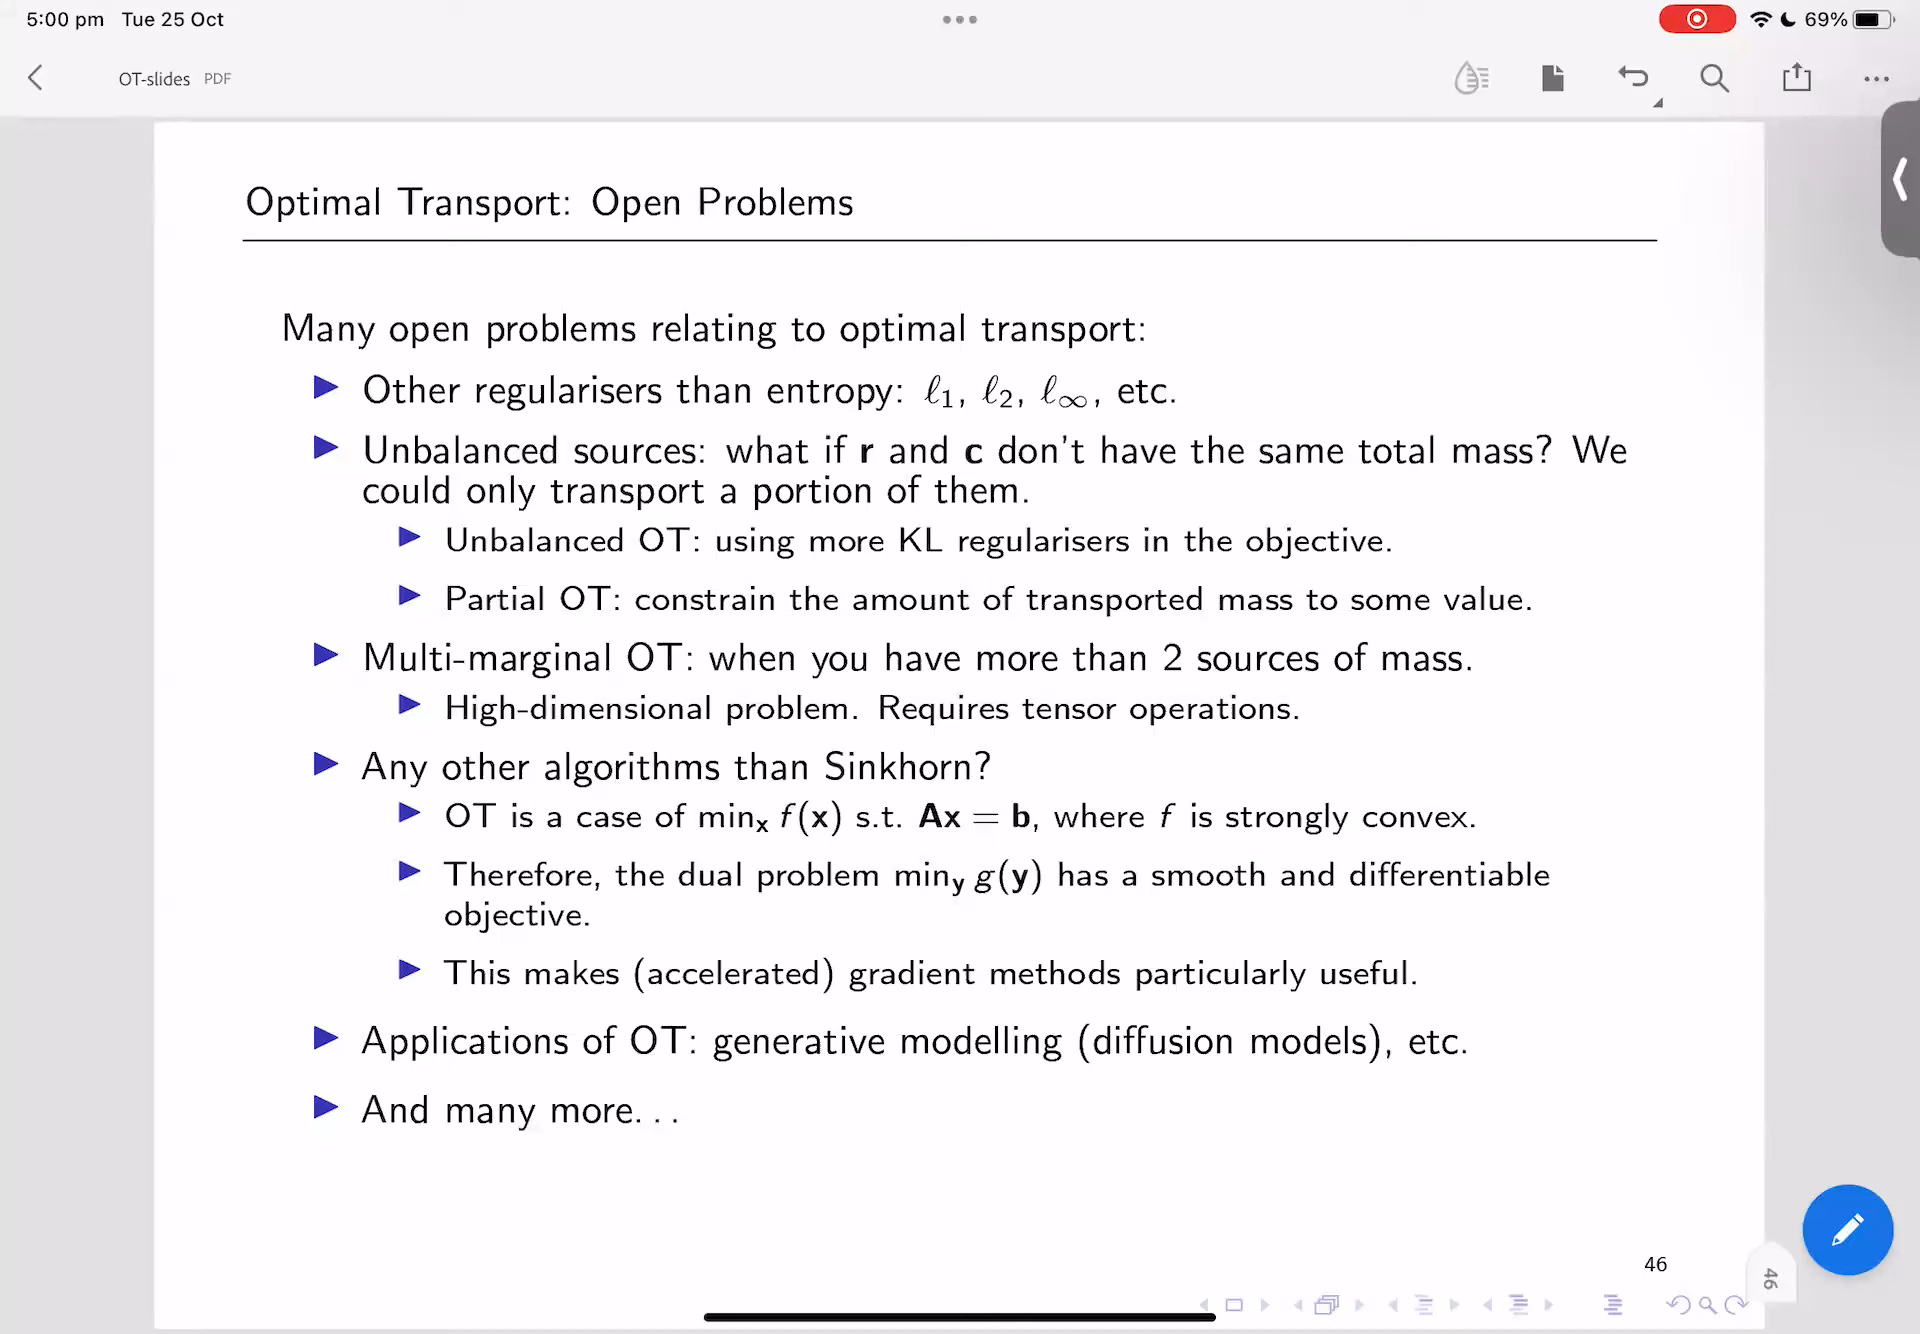 5:00 pm Tue 25 Oct
69%
OT-slides PDF
Optimal Transport: Open Problems
Many open problems relating to optimal transport:
Other regularisers than entropy: ℓ₁, ℓ₂, ℓ∞, etc.
Unbalanced sources: what if r and c don't have the same total mass? We
could only transport a portion of them.
Unbalanced OT: using more KL regularisers in the objective.
Partial OT: constrain the amount of transported mass to some value.
Multi-marginal OT: when you have more than 2 sources of mass.
High-dimensional problem. Requires tensor operations.
Any other algorithms than Sinkhorn?
OT is a case of minₓ f(x) s.t. Ax = b, where f is strongly convex.
Therefore, the dual problem min_y g(y) has a smooth and differentiable
objective.
This makes (accelerated) gradient methods particularly useful.
Applications of OT: generative modelling (diffusion models), etc.
And many more...
46
46